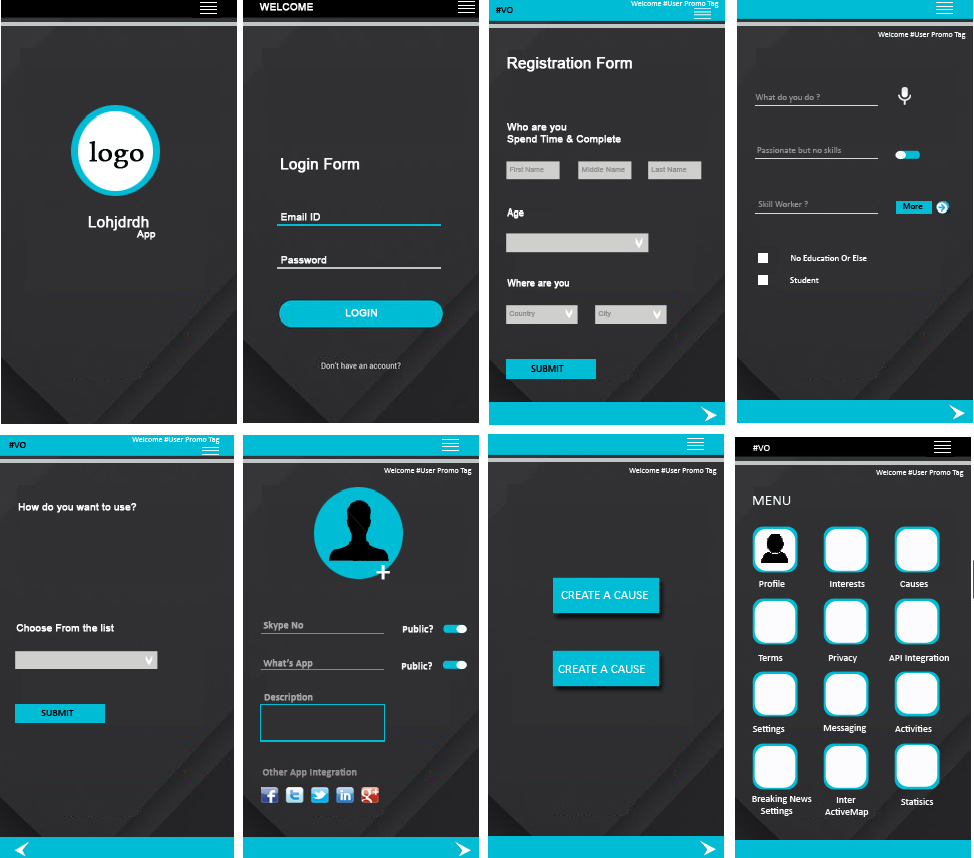 logo
Lohjdrdh
App
WELCOME
Login Form
Email ID
Password
LOGIN
Don't have an account?
#VO
Welcome #User Promo Tag
Registration Form
Who are you
Spend Time & Complete
First Name Middle Name Last Name
Age
Where are you
Country City
SUBMIT
Welcome #User Promo Tag
What do you do ?
Passionate but no skills
Skill Worker ? More
No Education Or Else
Student
#VO
Welcome #User Promo Tag
How do you want to use?
Choose From the list
SUBMIT
Welcome #User Promo Tag
Skype No Public?
What's App Public?
Description
Other App Integration
f t in g+
Welcome #User Promo Tag
CREATE A CAUSE
CREATE A CAUSE
#VO
Welcome #User Promo Tag
MENU
Profile Interests Causes
Terms Privacy API Integration
Settings Messaging Activities
Breaking News Settings Inter ActiveMap Statisics